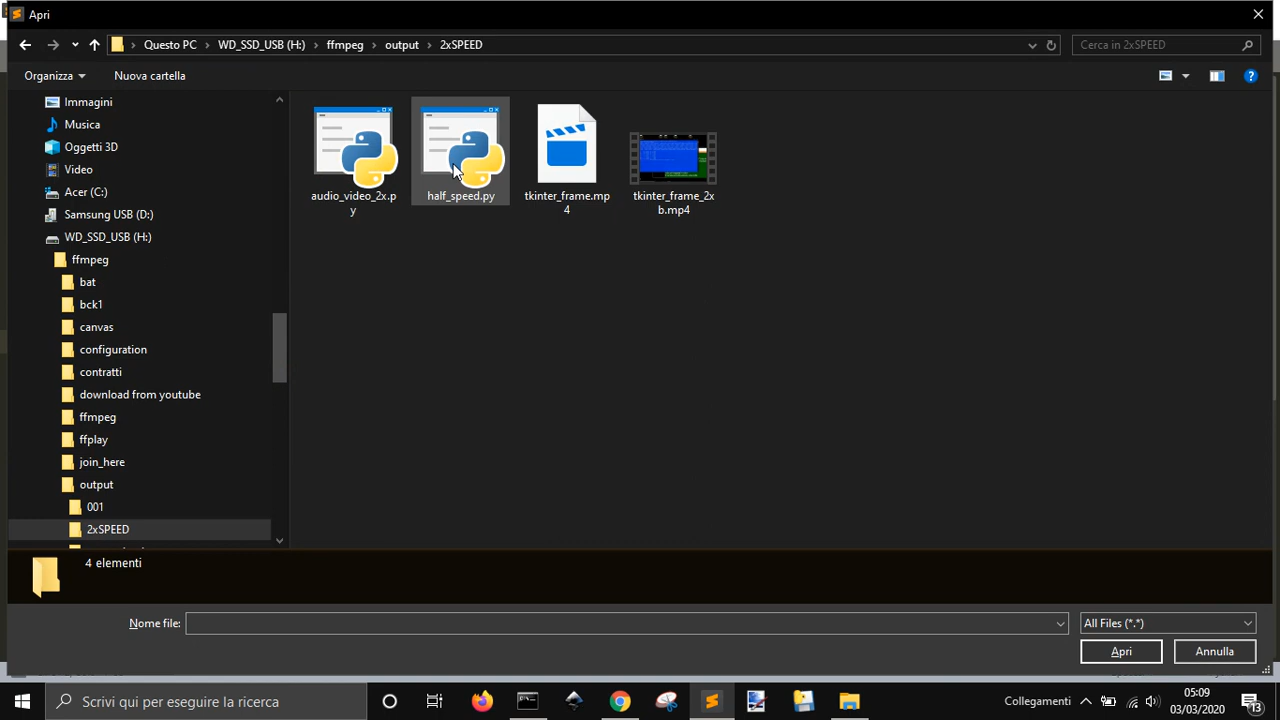 Apri
Questo PC > WD_SSD_USB (H:) > ffmpeg > output > 2xSPEED
Cerca in 2xSPEED
Organizza
Nuova cartella
Immagini
Musica
Oggetti 3D
Video
Acer (C:)
Samsung USB (D:)
WD_SSD_USB (H:)
ffmpeg
bat
bck1
canvas
configuration
contratti
download from youtube
ffmpeg
ffplay
join_here
output
001
2xSPEED
audio_video_2x.p
y
half_speed.py
tkinter_frame.mp
4
tkinter_frame_2x
b.mp4
4 elementi
Nome file:
All Files (*.*)
Apri
Annulla
Scrivi qui per eseguire la ricerca
Collegamenti
05:09
03/03/2020
13